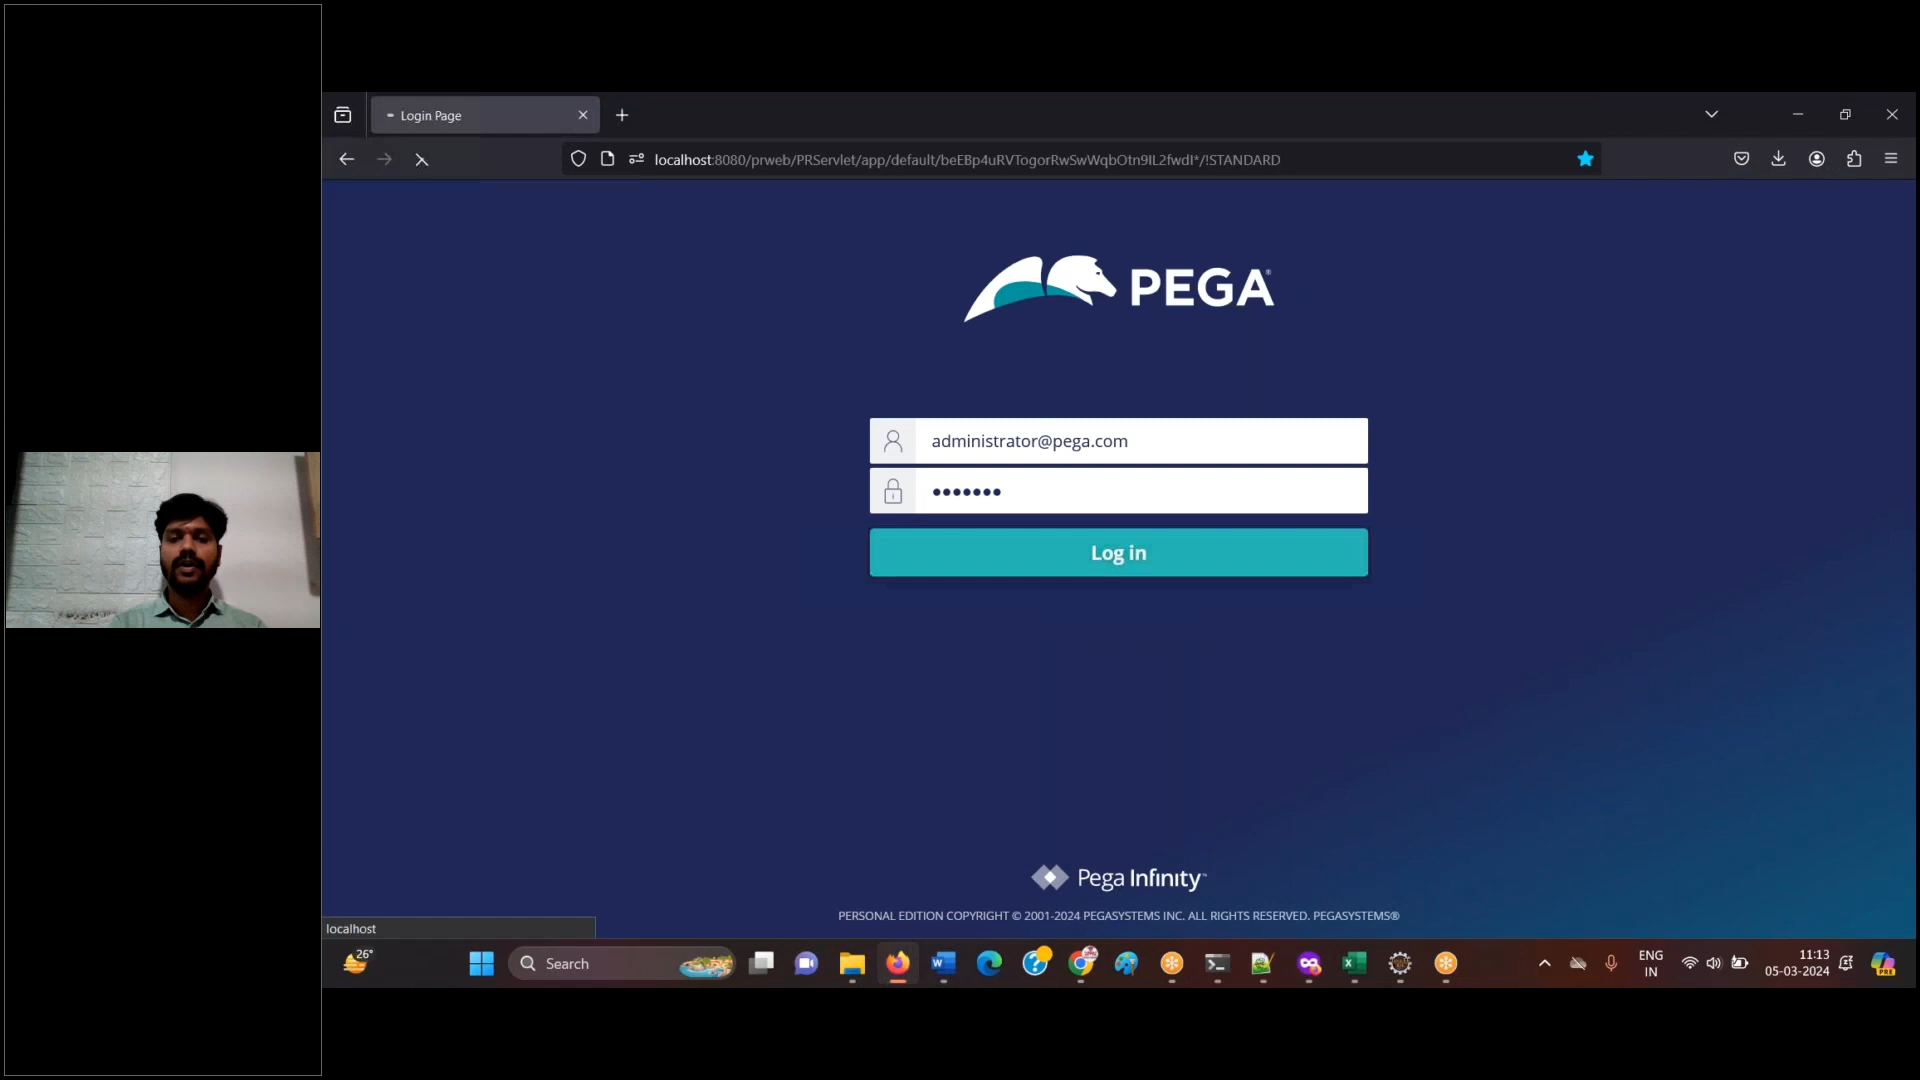 Login Page
localhost:8080/prweb/PRServlet/app/default/beEBp4uRVTogorRwSwWqbOtn9IL2fwdI*/!STANDARD
PEGA
administrator@pega.com
Log in
Pega Infinity™
PERSONAL EDITION COPYRIGHT © 2001-2024 PEGASYSTEMS INC. ALL RIGHTS RESERVED. PEGASYSTEMS®
localhost
26°
Search
ENG
IN
11:13
05-03-2024
PRE